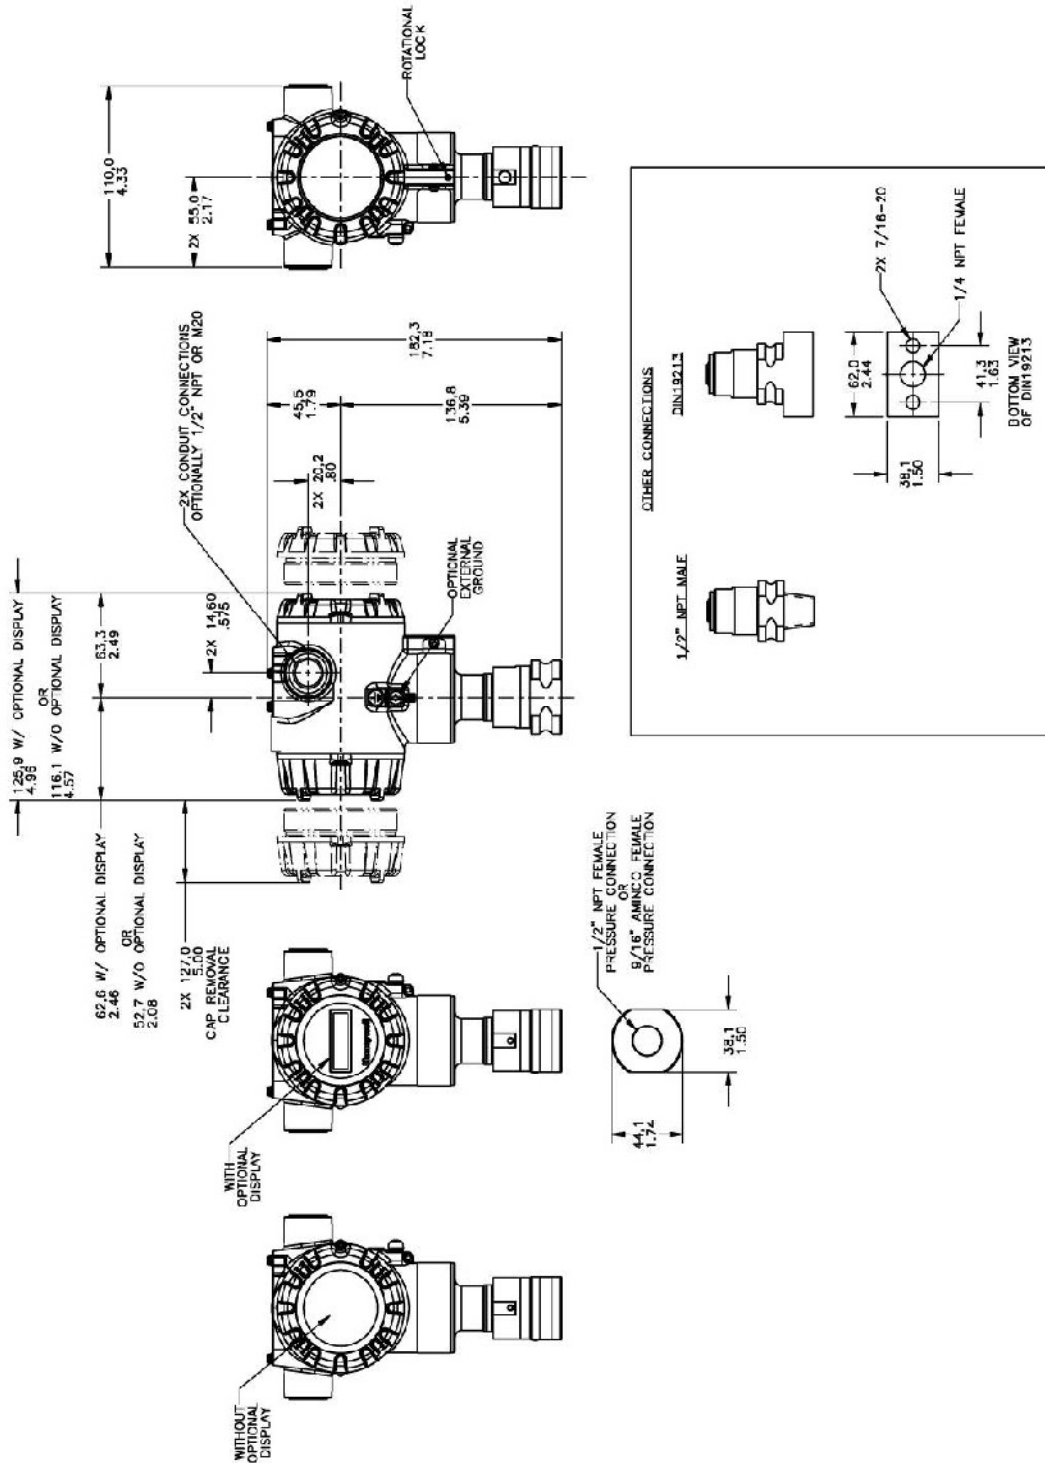 WITHOUT
OPTIONAL
DISPLAY
WITH
OPTIONAL
DISPLAY
62,6 W/ OPTIONAL DISPLAY
2.46
OR
52,7 W/O OPTIONAL DISPLAY
2.08
2X 127,0
5.00
CAP REMOVAL
CLEARANCE
125,9 W/ OPTIONAL DISPLAY
4.96
OR
116,1 W/O OPTIONAL DISPLAY
4.57
63,3
2.49
2X 14,60
.575
2X CONDUIT CONNECTIONS
OPTIONALLY 1/2" NPT OR M20
2X 20,2
.80
45,5
1.79
182,3
7.18
136,8
5.39
OPTIONAL
EXTERNAL
GROUND
110,0
4.33
2X 55,0
2.17
ROTATIONAL
LOCK
1/2" NPT FEMALE
PRESSURE CONNECTION
OR
9/16" AMINCO FEMALE
PRESSURE CONNECTION
44,1
1.74
38,1
1.50
OTHER CONNECTIONS
1/2" NPT MALE
DIN19213
62,0
2.44
38,1
1.50
2X 7/16-20
1/4 NPT FEMALE
41,3
1.63
BOTTOM VIEW
OF DIN19213